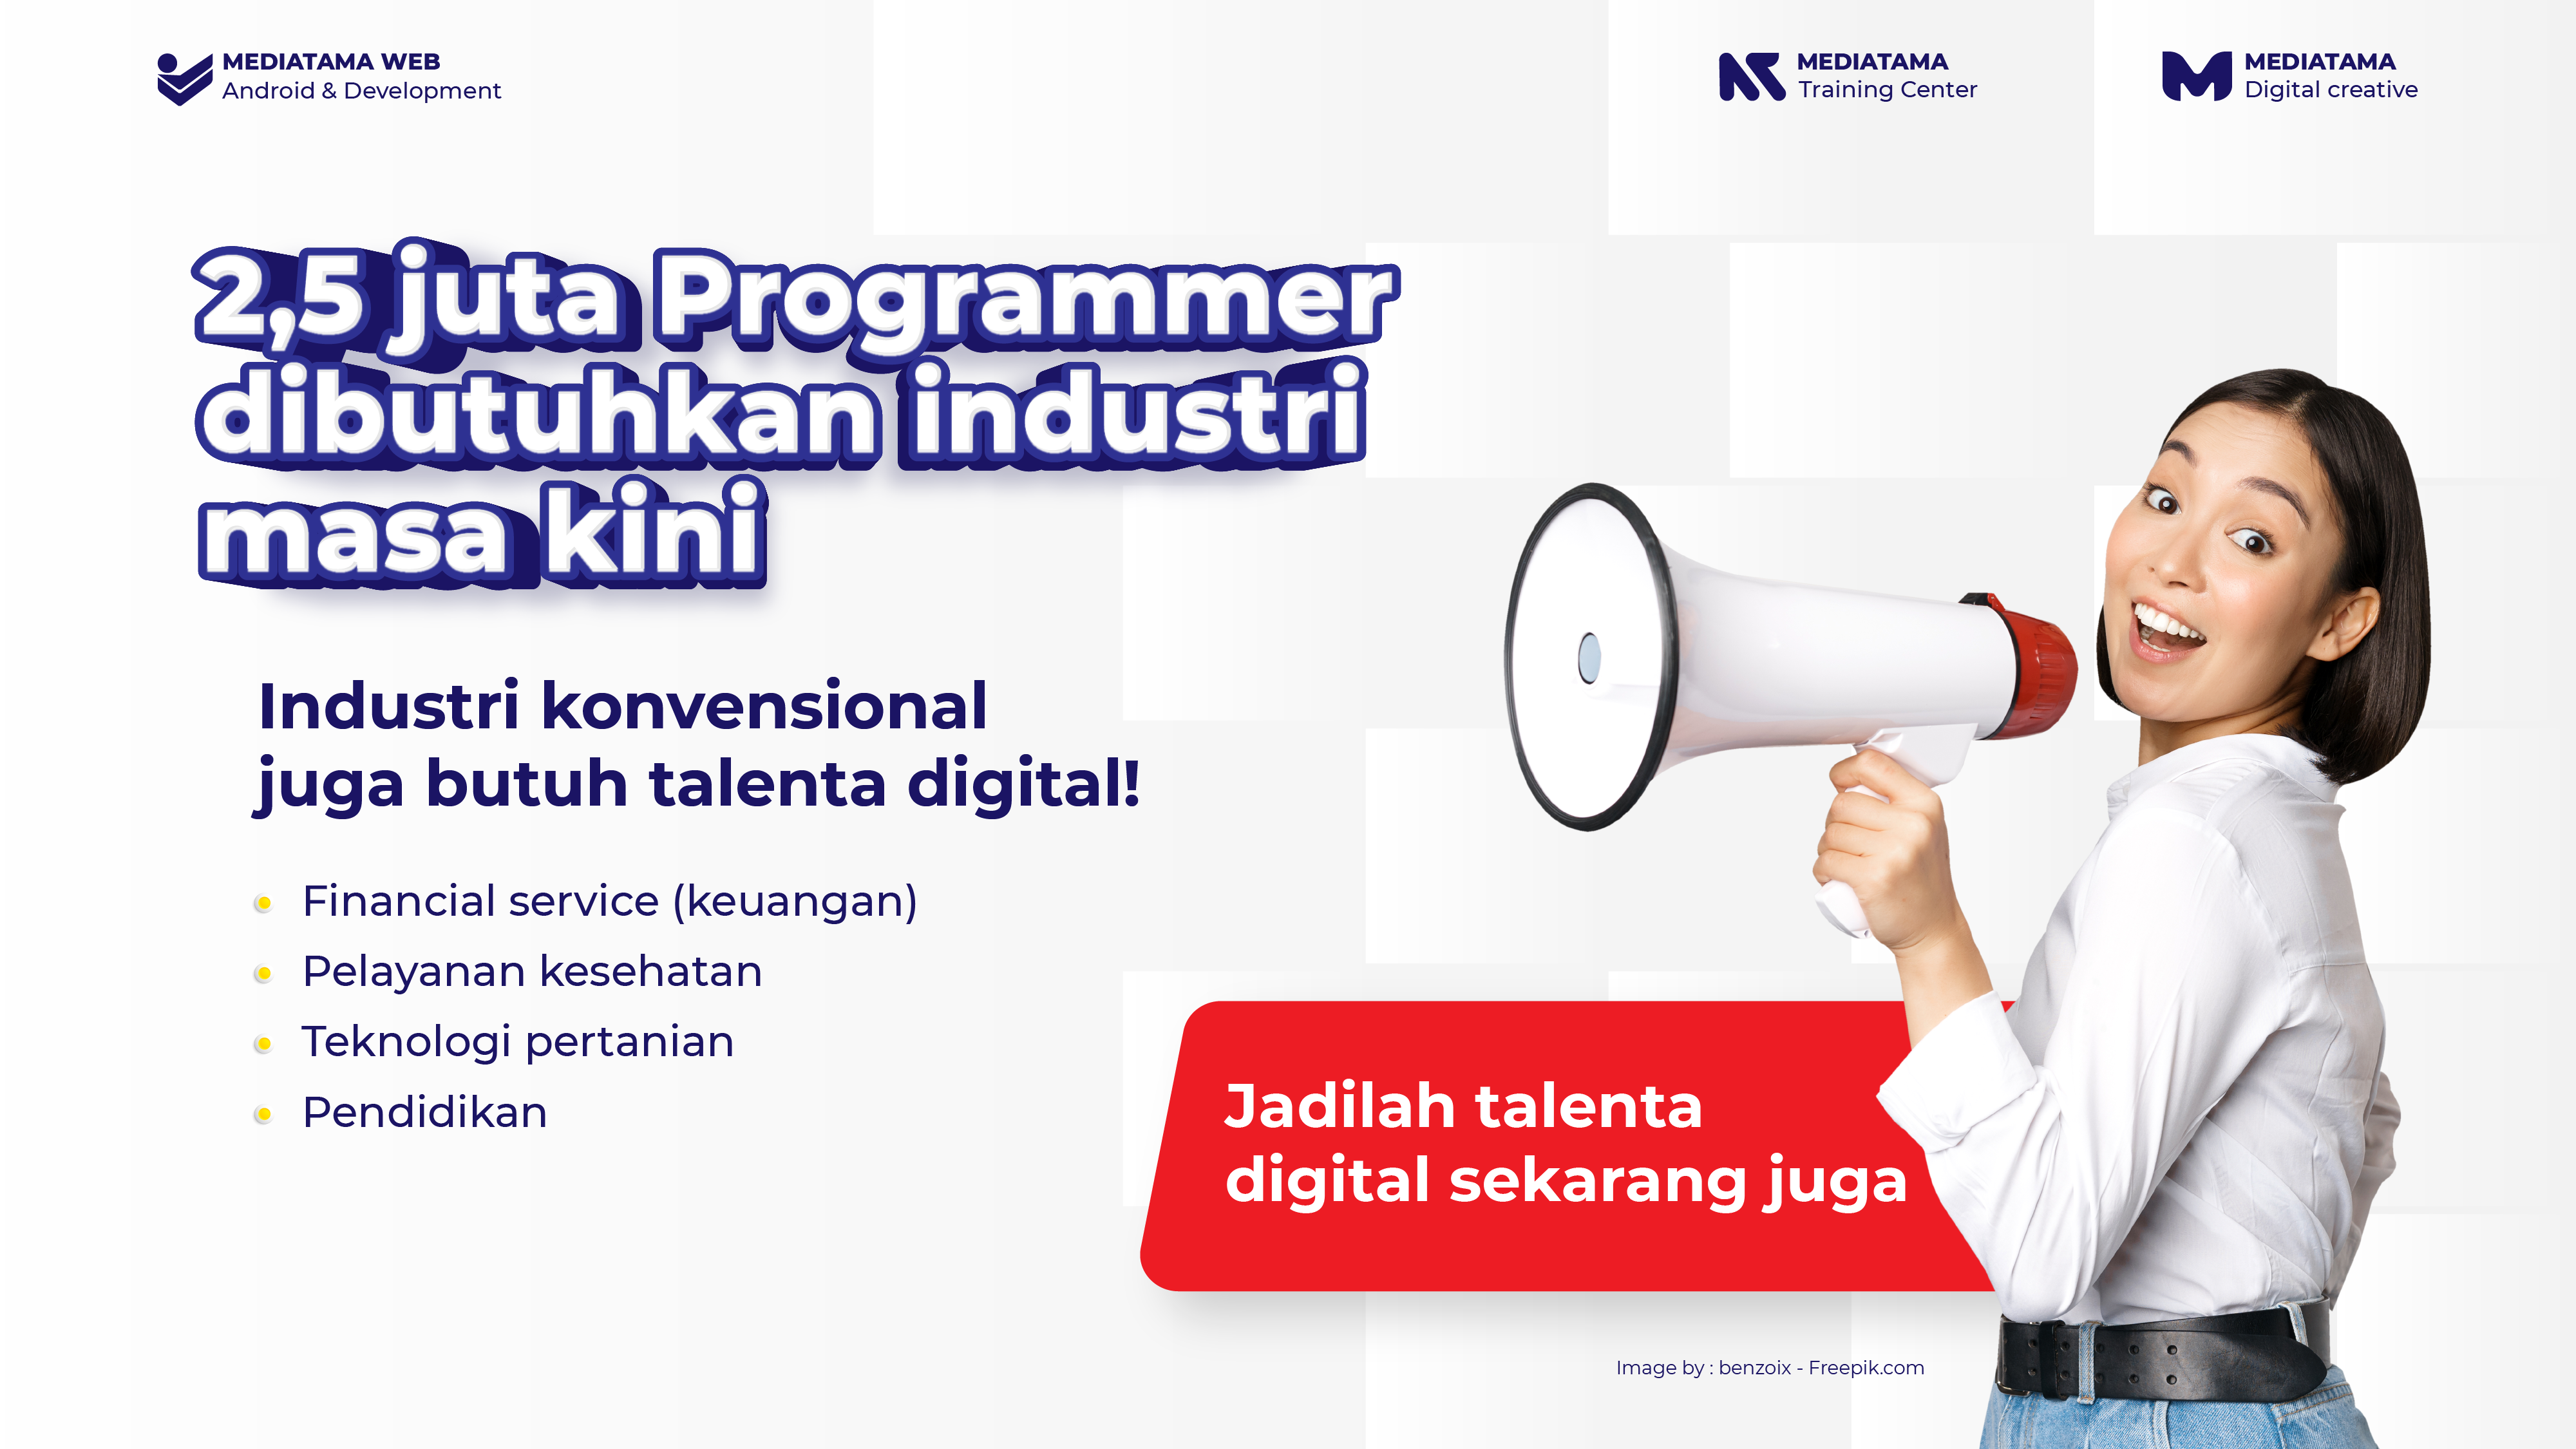 MEDIATAMA WEB
Android & Development
MEDIATAMA
Training Center
MEDIATAMA
Digital creative
2,5 juta Programmer
dibutuhkan industri
masa kini
Industri konvensional
juga butuh talenta digital!
Financial service (keuangan)
Pelayanan kesehatan
Teknologi pertanian
Pendidikan
Jadilah talenta
digital sekarang juga
Image by : benzoix - Freepik.com